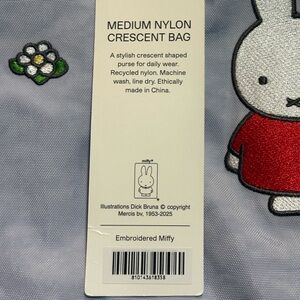 MEDIUM NYLON
CRESCENT BAG
A stylish crescent shaped
purse for daily wear.
Recycled nylon. Machine
wash, line dry. Ethically
made in China.
miffy®
Illustrations Dick Bruna © copyright
Mercis bv, 1953-2025
Embroidered Miffy
810143618358